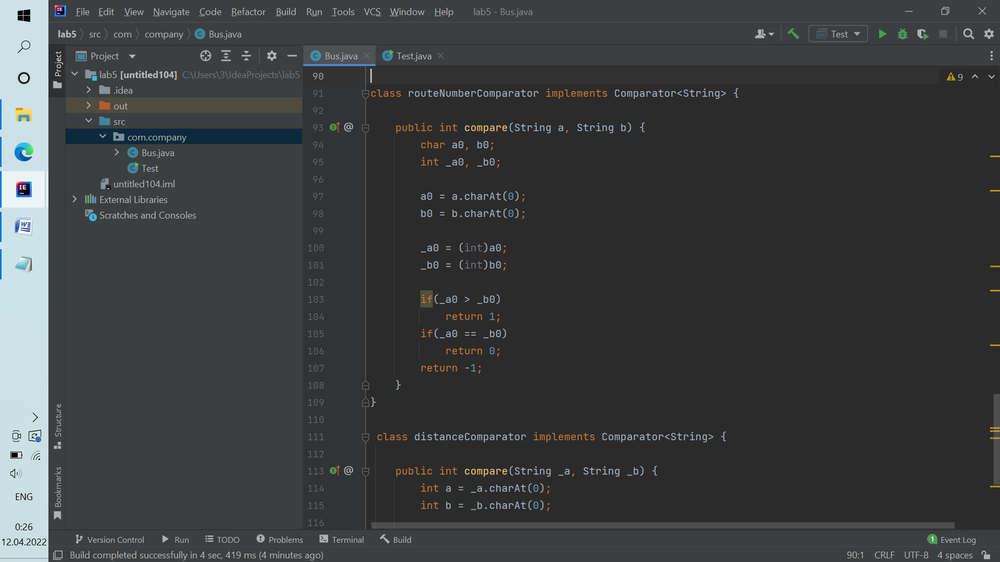 File Edit View Navigate Code Refactor Build Run Tools VCS Window Help lab5 - Bus.java
lab5 src com company Bus.java
Test
Project
Bus.java
Test.java
Project
lab5 [untitled104] C:\Users\3\IdeaProjects\lab5
.idea
out
src
com.company
Bus.java
Test
untitled104.iml
External Libraries
Scratches and Consoles
9
90
91 class routeNumberComparator implements Comparator<String> {
92
93 @ public int compare(String a, String b) {
94 char a0, b0;
95 int _a0, _b0;
96
97 a0 = a.charAt(0);
98 b0 = b.charAt(0);
99
100 _a0 = (int)a0;
101 _b0 = (int)b0;
102
103 if(_a0 > _b0)
104 return 1;
105 if(_a0 == _b0)
106 return 0;
107 return -1;
108 }
109 }
110
111 class distanceComparator implements Comparator<String> {
112
113 @ public int compare(String _a, String _b) {
114 int a = _a.charAt(0);
115 int b = _b.charAt(0);
116
Structure
Bookmarks
Version Control Run TODO Problems Terminal Build 1 Event Log
Build completed successfully in 4 sec, 419 ms (4 minutes ago) 90:1 CRLF UTF-8 4 spaces
ENG
0:26
12.04.2022